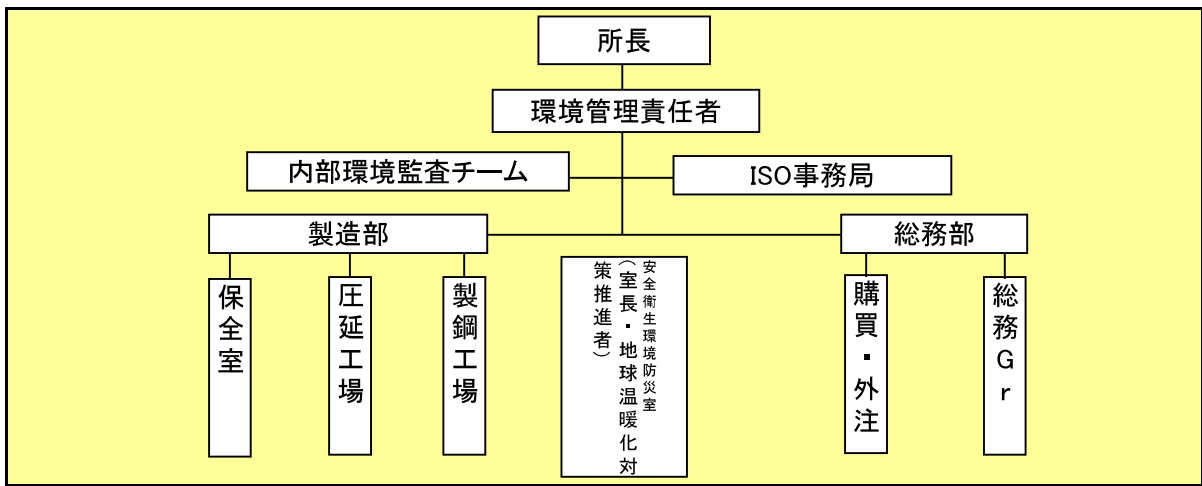 所長
環境管理責任者
内部環境監査チーム
ISO事務局
製造部
総務部
保全室
圧延工場
製鋼工場
安全衛生環境防災室
（室長・地球温暖化対
策推進者）
購買・外注
総務Gr